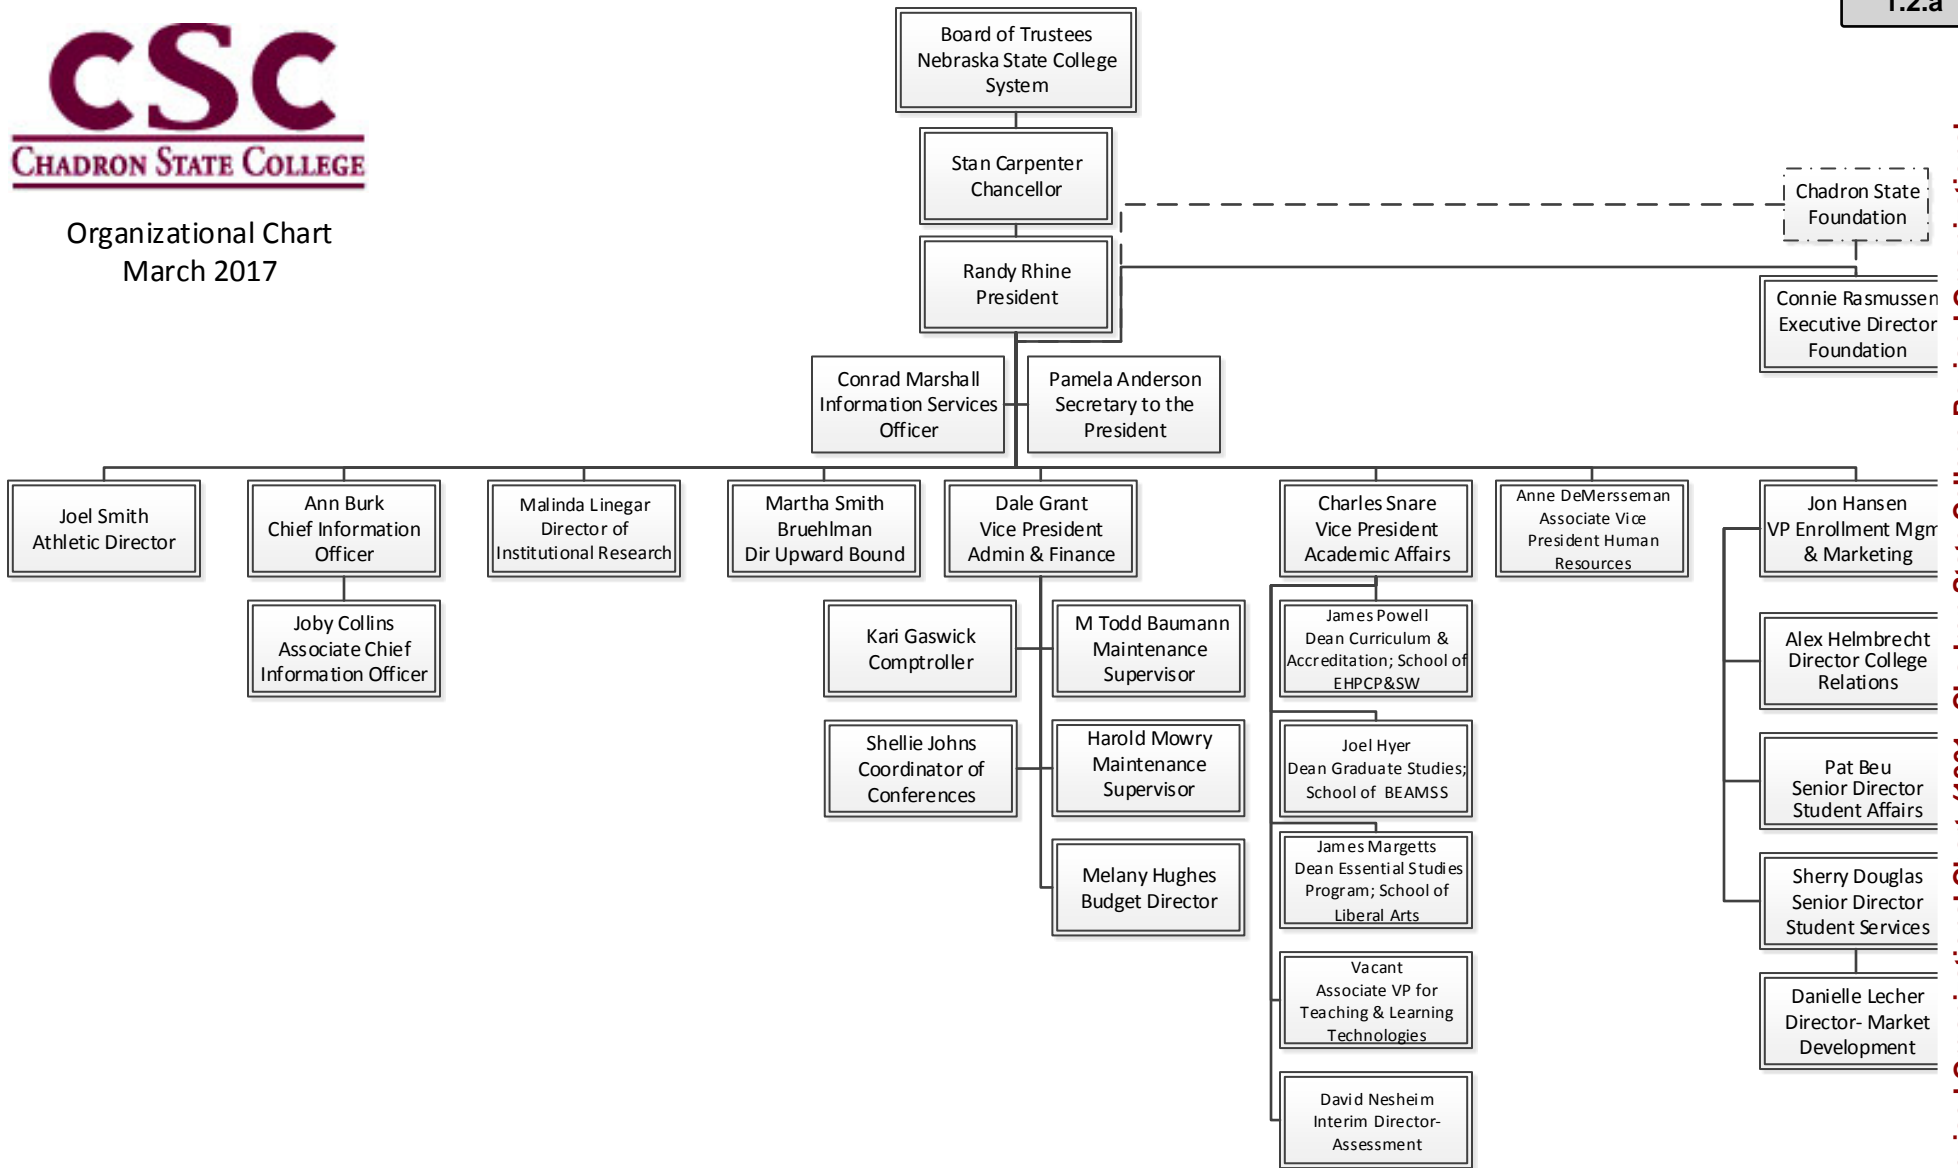 1.2.a
CSC
CHADRON STATE COLLEGE
Organizational Chart
March 2017
Board of Trustees
Nebraska State College
System
Stan Carpenter
Chancellor
Chadron State
Foundation
Randy Rhine
President
Connie Rasmussen
Executive Director
Foundation
Conrad Marshall
Information Services
Officer
Pamela Anderson
Secretary to the
President
Joel Smith
Athletic Director
Ann Burk
Chief Information
Officer
Malinda Linegar
Director of
Institutional Research
Martha Smith
Bruehlman
Dir Upward Bound
Dale Grant
Vice President
Admin & Finance
Charles Snare
Vice President
Academic Affairs
Anne DeMersseman
Associate Vice
President Human
Resources
Jon Hansen
VP Enrollment Mgm
& Marketing
Joby Collins
Associate Chief
Information Officer
Kari Gaswick
Comptroller
M Todd Baumann
Maintenance
Supervisor
James Powell
Dean Curriculum &
Accreditation; School of
EHPCP&SW
Alex Helmbrecht
Director College
Relations
Shellie Johns
Coordinator of
Conferences
Harold Mowry
Maintenance
Supervisor
Joel Hyer
Dean Graduate Studies;
School of BEAMSS
Pat Beu
Senior Director
Student Affairs
Melany Hughes
Budget Director
James Margetts
Dean Essential Studies
Program; School of
Liberal Arts
Sherry Douglas
Senior Director
Student Services
Vacant
Associate VP for
Teaching & Learning
Technologies
Danielle Lecher
Director- Market
Development
David Nesheim
Interim Director-
Assessment